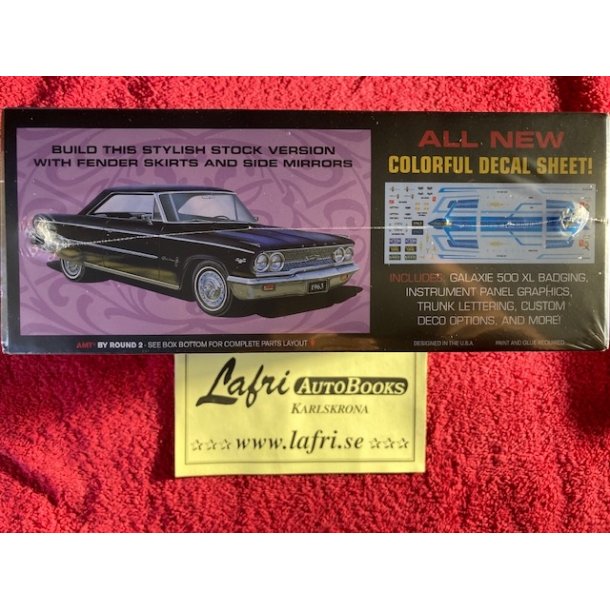 BUILD THIS STYLISH STOCK VERSION
WITH FENDER SKIRTS AND SIDE MIRRORS
1963
AMT BY ROUND 2 - SEE BOX BOTTOM FOR COMPLETE PARTS LAYOUT
ALL NEW
COLORFUL DECAL SHEET!
INCLUDES: GALAXIE 500 XL BADGING,
INSTRUMENT PANEL GRAPHICS,
TRUNK LETTERING, CUSTOM
DECO OPTIONS, AND MORE!
DESIGNED IN THE U.S.A. PAINT AND GLUE REQUIRED
Lafri AUTOBOOKS
KARLSKRONA
www.lafri.se